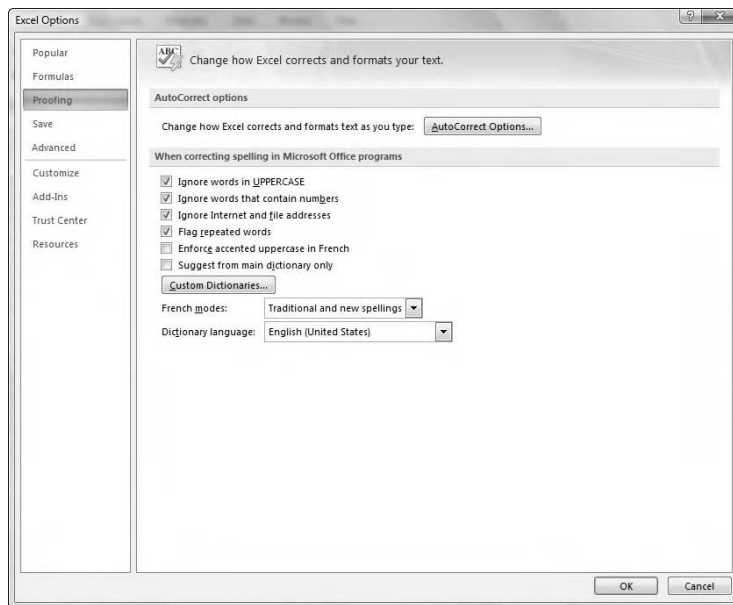 Excel Options
Popular
Formulas
Proofing
Save
Advanced
Customize
Add-Ins
Trust Center
Resources
ABC
Change how Excel corrects and formats your text.
AutoCorrect options
Change how Excel corrects and formats text as you type: AutoCorrect Options...
When correcting spelling in Microsoft Office programs
Ignore words in UPPERCASE
Ignore words that contain numbers
Ignore Internet and file addresses
Flag repeated words
Enforce accented uppercase in French
Suggest from main dictionary only
Custom Dictionaries...
French modes: Traditional and new spellings
Dictionary language: English (United States)
OK Cancel